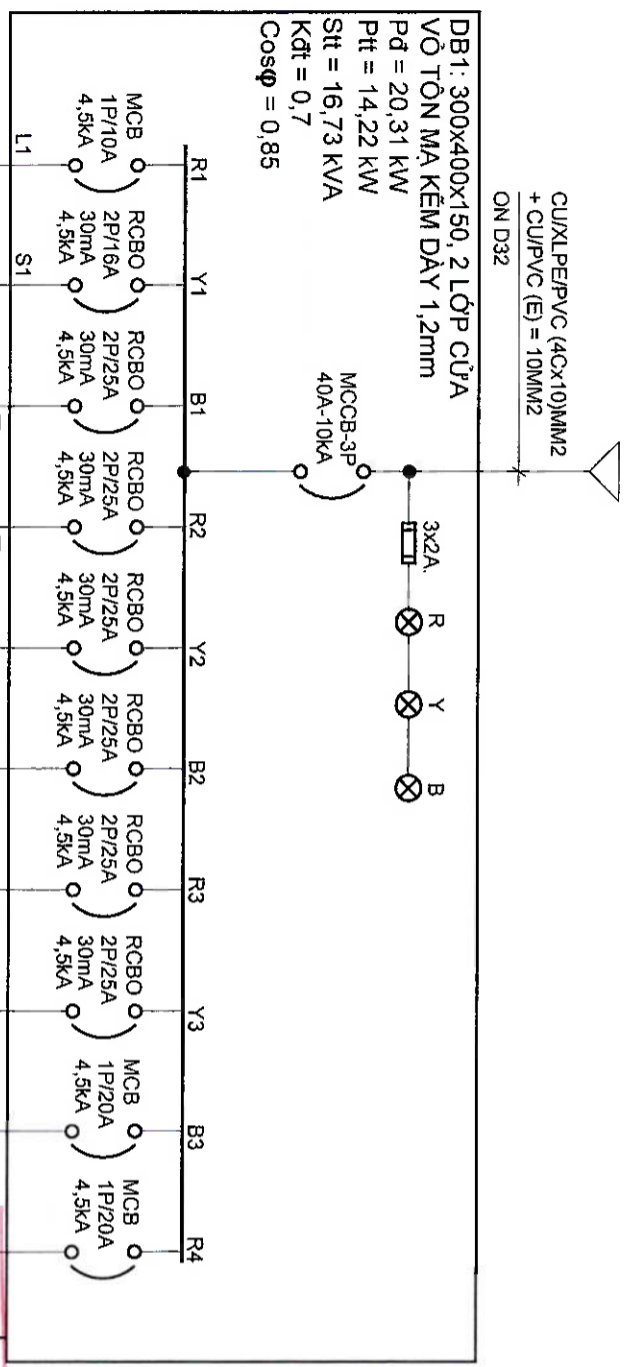 CU/XLPE/PVC (4Cx10)MM2
+ CU/PVC (E) = 10MM2
ON D32
DB1: 300x400x150, 2 LỚP CỬA
VỎ TÔN MẠ KẼM DÀY 1,2mm
Pđ = 20,31 kW
Ptt = 14,22 kW
Stt = 16,73 kVA
Kđt = 0,7
Cosφ = 0,85
3x2A.
R
Y
B
MCCB-3P
40A-10kA
R1
Y1
B1
R2
Y2
B2
R3
Y3
B3
R4
MCB
1P/10A
4,5kA
RCBO
2P/16A
30mA
4,5kA
RCBO
2P/25A
30mA
4,5kA
RCBO
2P/25A
30mA
4,5kA
RCBO
2P/25A
30mA
4,5kA
RCBO
2P/25A
30mA
4,5kA
RCBO
2P/25A
30mA
4,5kA
RCBO
2P/25A
30mA
4,5kA
MCB
1P/20A
4,5kA
MCB
1P/20A
4,5kA
L1
S1